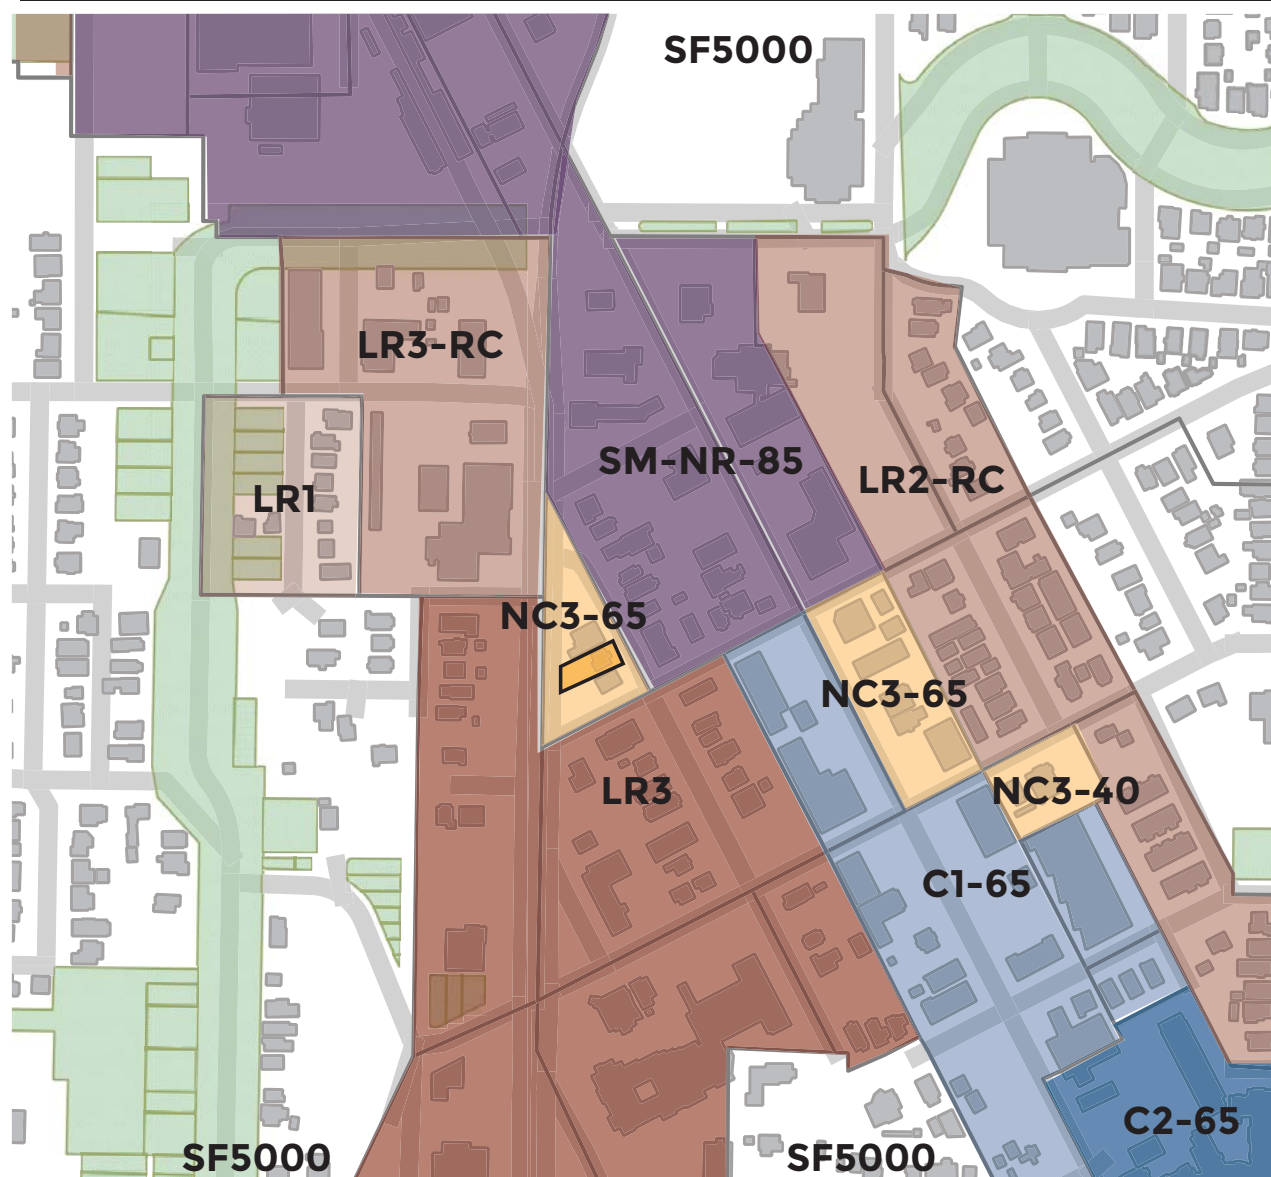 SF5000
LR3-RC
SM-NR-85
LR2-RC
LR1
NC3-65
NC3-65
LR3
NC3-40
C1-65
C2-65
SF5000
SF5000